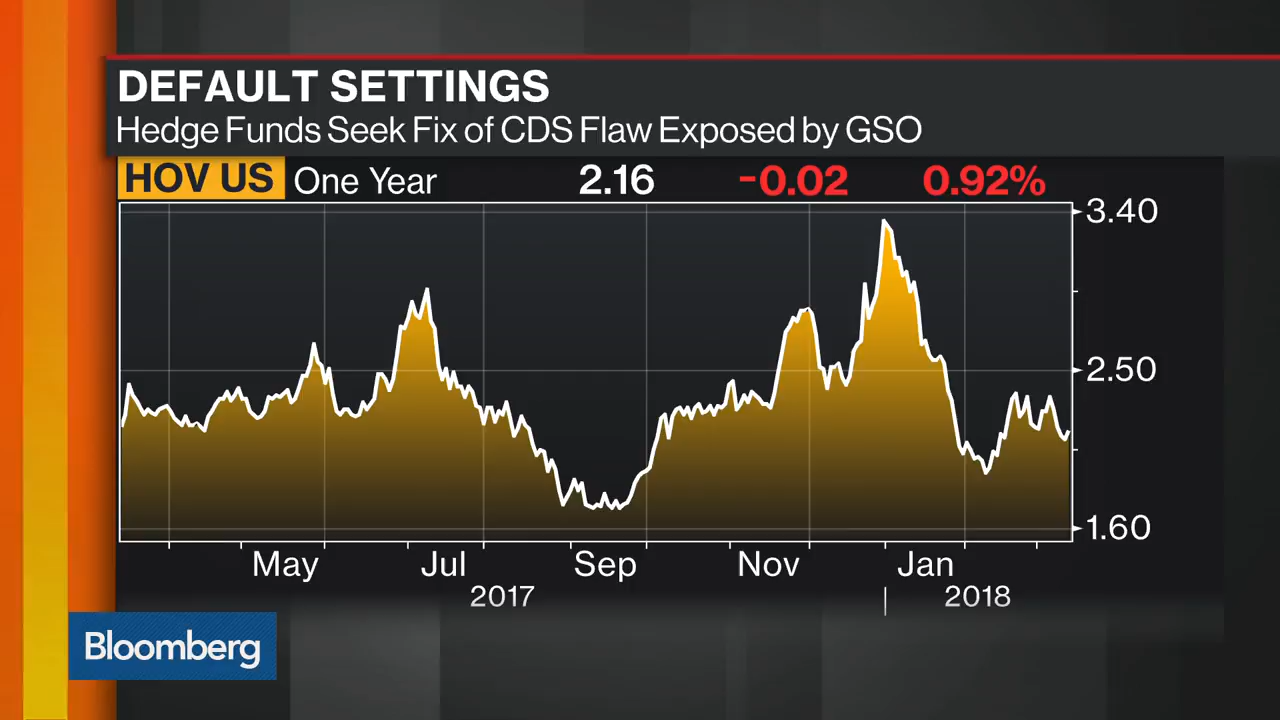 DEFAULT SETTINGS
Hedge Funds Seek Fix of CDS Flaw Exposed by GSO
HOV US One Year 2.16 -0.02 0.92%
3.40
2.50
1.60
May Jul Sep Nov Jan
2017 2018
Bloomberg